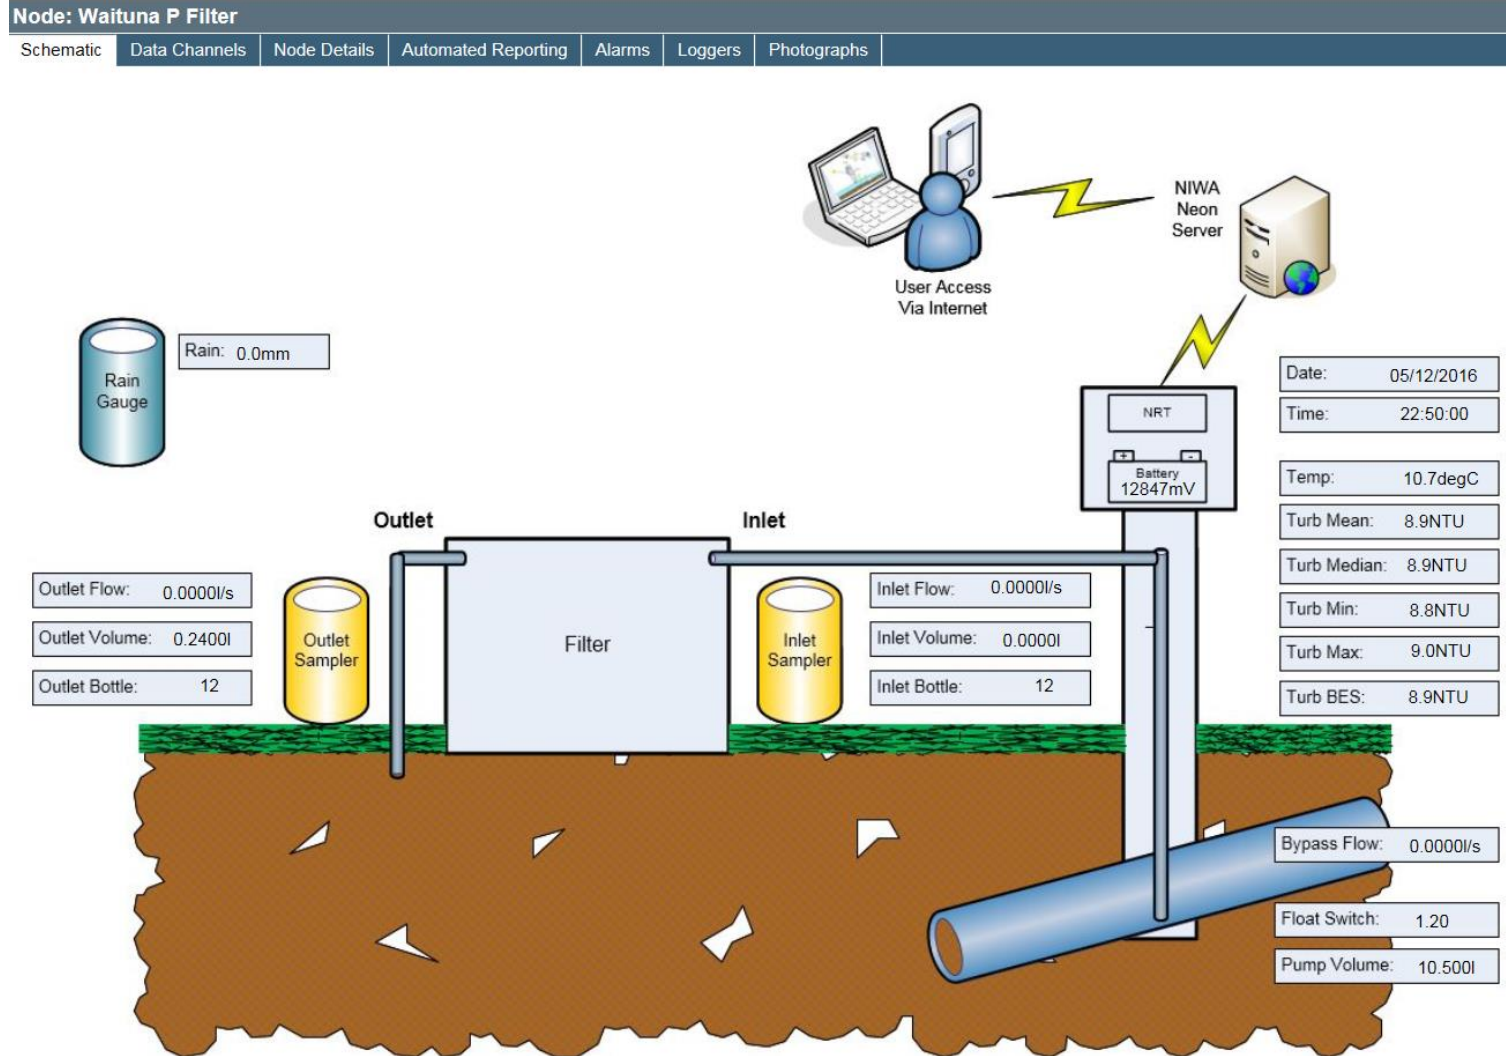 Node: Waituna P Filter
Schematic Data Channels Node Details Automated Reporting Alarms Loggers Photographs
NIWA
Neon
Server
User Access
Via Internet
Rain: 0.0mm
Rain
Gauge
Date: 05/12/2016
Time: 22:50:00
NRT
+ -
Battery
12847mV
Temp: 10.7degC
Turb Mean: 8.9NTU
Turb Median: 8.9NTU
Turb Min: 8.8NTU
Turb Max: 9.0NTU
Turb BES: 8.9NTU
Outlet
Inlet
Outlet Flow: 0.0000l/s
Outlet Volume: 0.2400l
Outlet Bottle: 12
Outlet
Sampler
Filter
Inlet
Sampler
Inlet Flow: 0.0000l/s
Inlet Volume: 0.0000l
Inlet Bottle: 12
Bypass Flow: 0.0000l/s
Float Switch: 1.20
Pump Volume: 10.500l